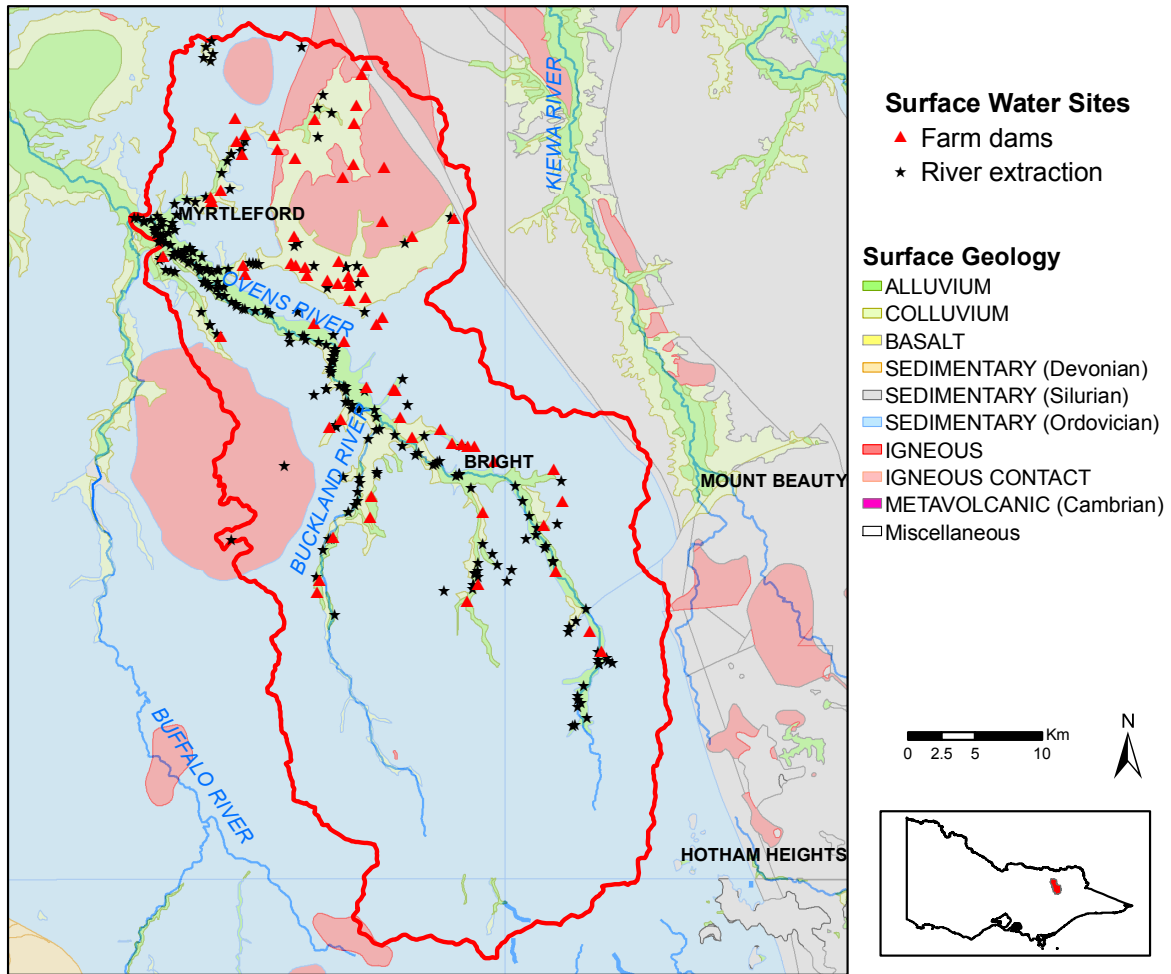 KIEWA RIVER
MYRTLEFORD
OVENS RIVER
BUCKLAND RIVER
BRIGHT
MOUNT BEAUTY
BUFFALO RIVER
HOTHAM HEIGHTS
Surface Water Sites
Farm dams
River extraction
Surface Geology
ALLUVIUM
COLLUVIUM
BASALT
SEDIMENTARY (Devonian)
SEDIMENTARY (Silurian)
SEDIMENTARY (Ordovician)
IGNEOUS
IGNEOUS CONTACT
METAVOLCANIC (Cambrian)
Miscellaneous
Km
0 2.5 5 10
N